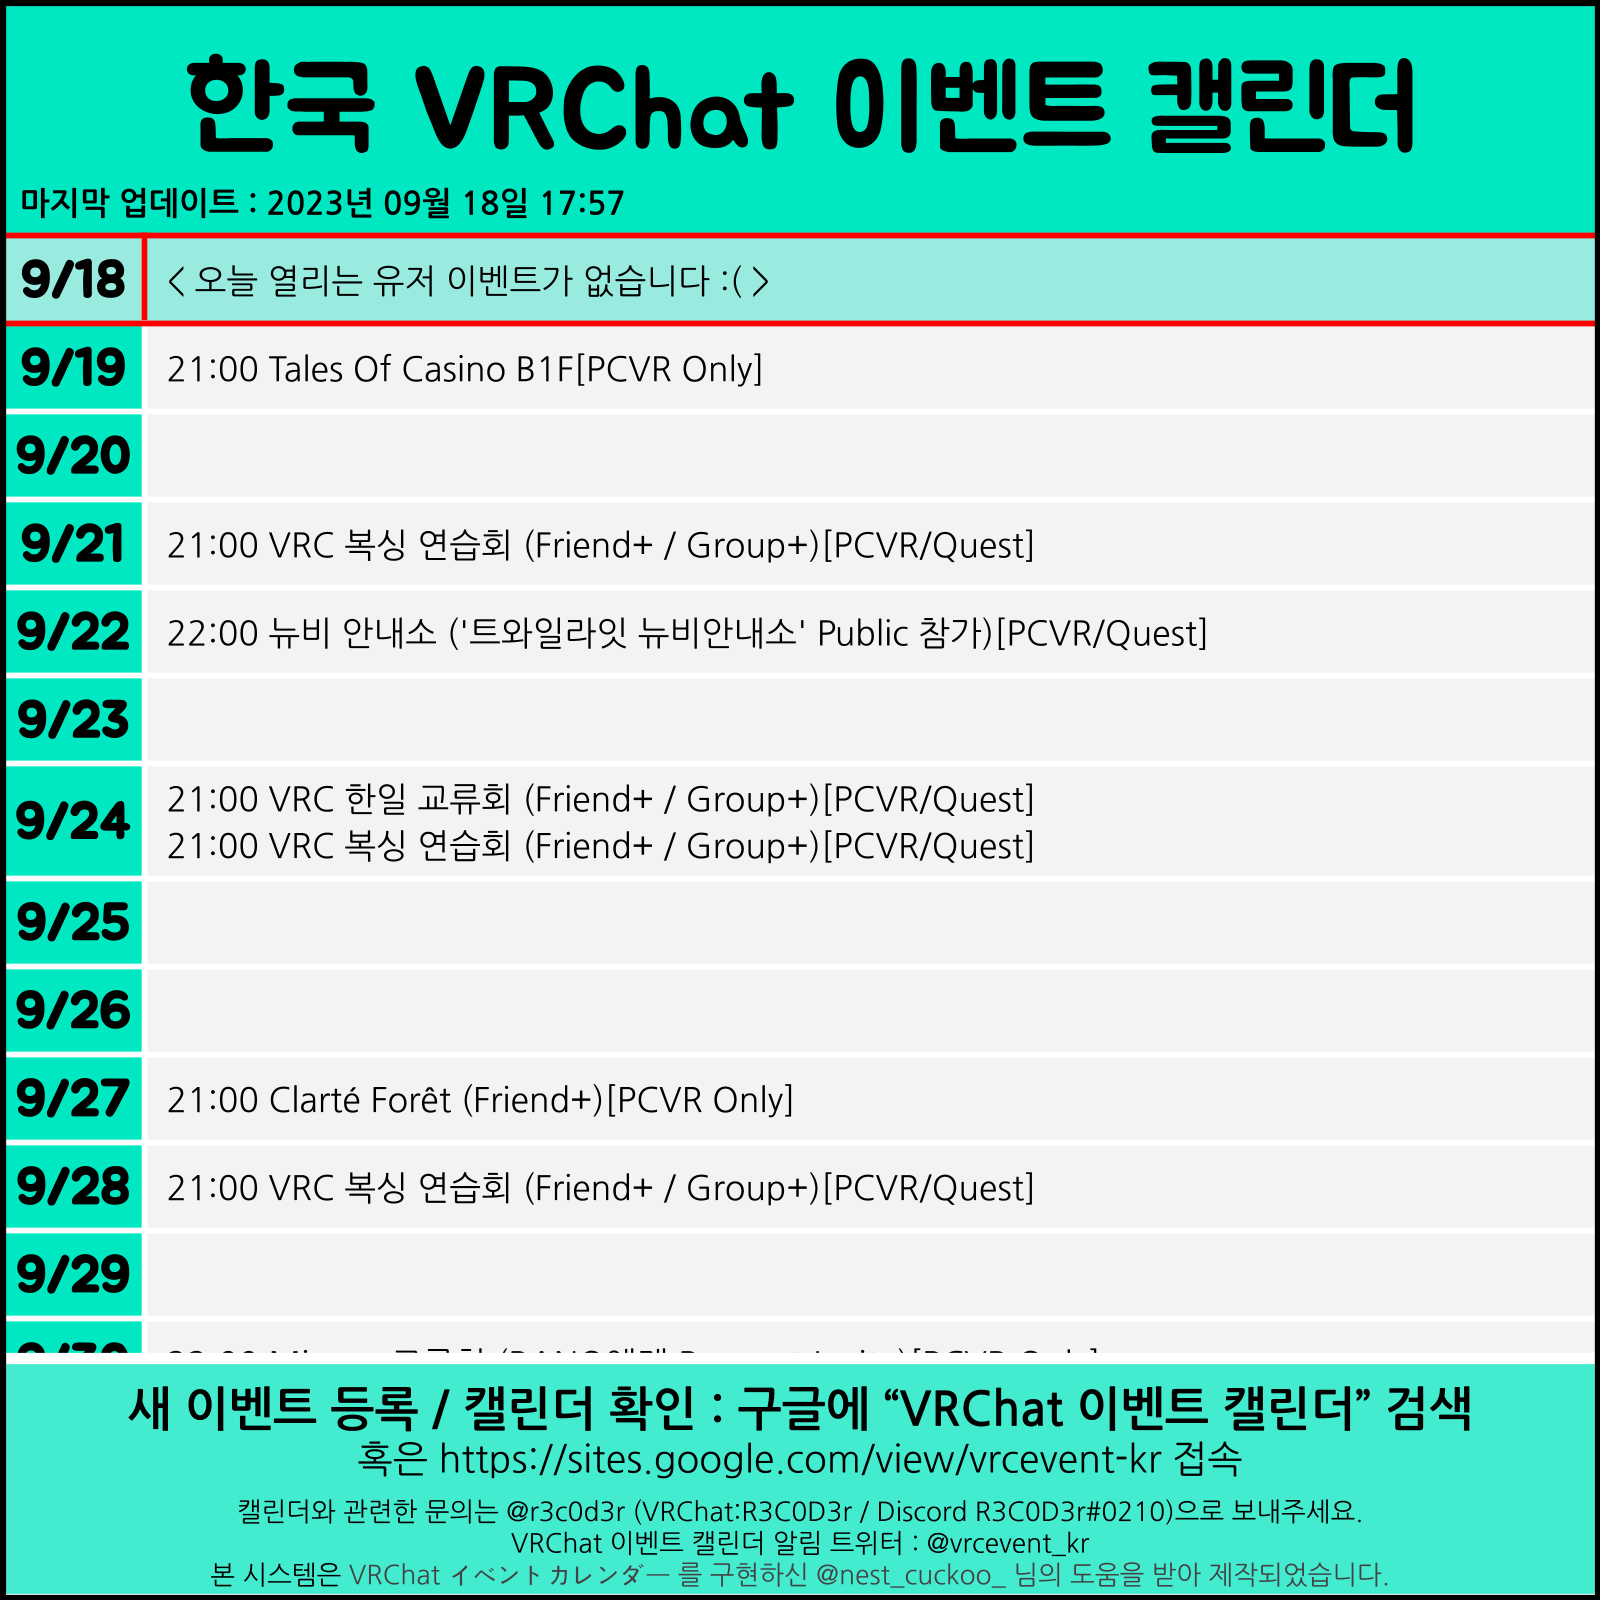 한국 VRChat 이벤트 캘린더
마지막 업데이트 : 2023년 09월 18일 17:57
9/18 < 오늘 열리는 유저 이벤트가 없습니다 :( >
9/19 21:00 Tales Of Casino B1F[PCVR Only]
9/20
9/21 21:00 VRC 복싱 연습회 (Friend+ / Group+)[PCVR/Quest]
9/22 22:00 뉴비 안내소 ('트와일라잇 뉴비안내소' Public 참가)[PCVR/Quest]
9/23
9/24 21:00 VRC 한일 교류회 (Friend+ / Group+)[PCVR/Quest]
21:00 VRC 복싱 연습회 (Friend+ / Group+)[PCVR/Quest]
9/25
9/26
9/27 21:00 Clarté Forêt (Friend+)[PCVR Only]
9/28 21:00 VRC 복싱 연습회 (Friend+ / Group+)[PCVR/Quest]
9/29
9/30
새 이벤트 등록 / 캘린더 확인 : 구글에 “VRChat 이벤트 캘린더” 검색
혹은 https://sites.google.com/view/vrcevent-kr 접속
캘린더와 관련한 문의는 @r3c0d3r (VRChat:R3C0D3r / Discord R3C0D3r#0210)으로 보내주세요.
VRChat 이벤트 캘린더 알림 트위터 : @vrcevent_kr
본 시스템은 VRChat イベントカレンダー 를 구현하신 @nest_cuckoo_ 님의 도움을 받아 제작되었습니다.